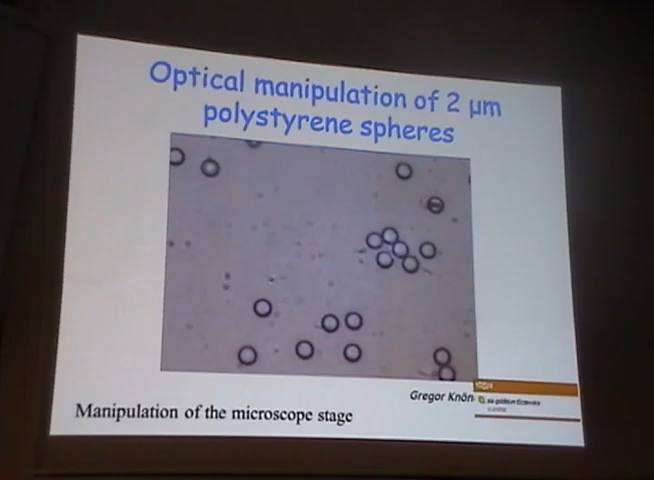 Optical manipulation of 2 μm
polystyrene spheres
Gregor Knön
Manipulation of the microscope stage